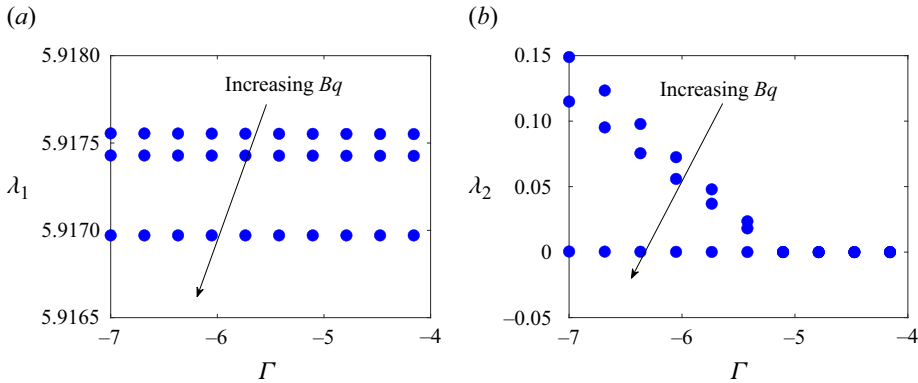 (a)
5.9180
5.9175
5.9170
5.9165
λ1
Increasing Bq
–7
–6
–5
–4
Γ
(b)
0.15
0.10
0.05
0
–0.05
λ2
Increasing Bq
–7
–6
–5
–4
Γ